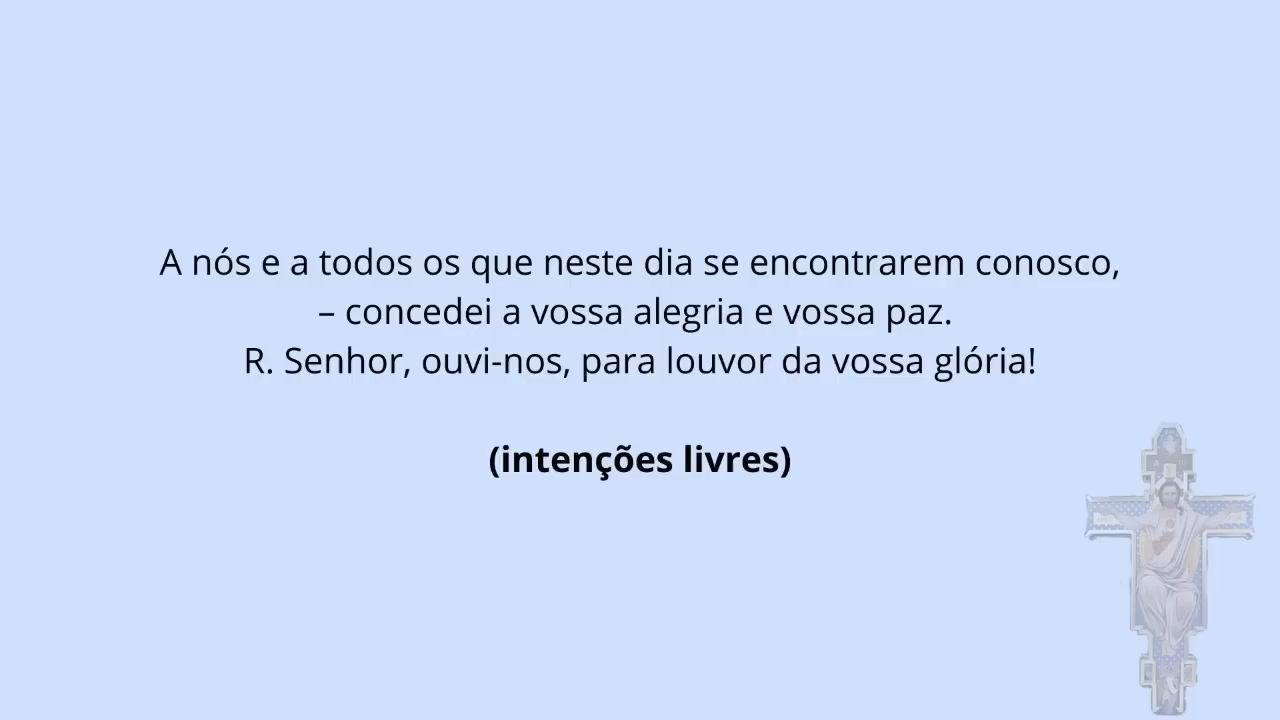 A nós e a todos os que neste dia se encontrarem conosco,
– concedei a vossa alegria e vossa paz.
R. Senhor, ouvi-nos, para louvor da vossa glória!
(intenções livres)